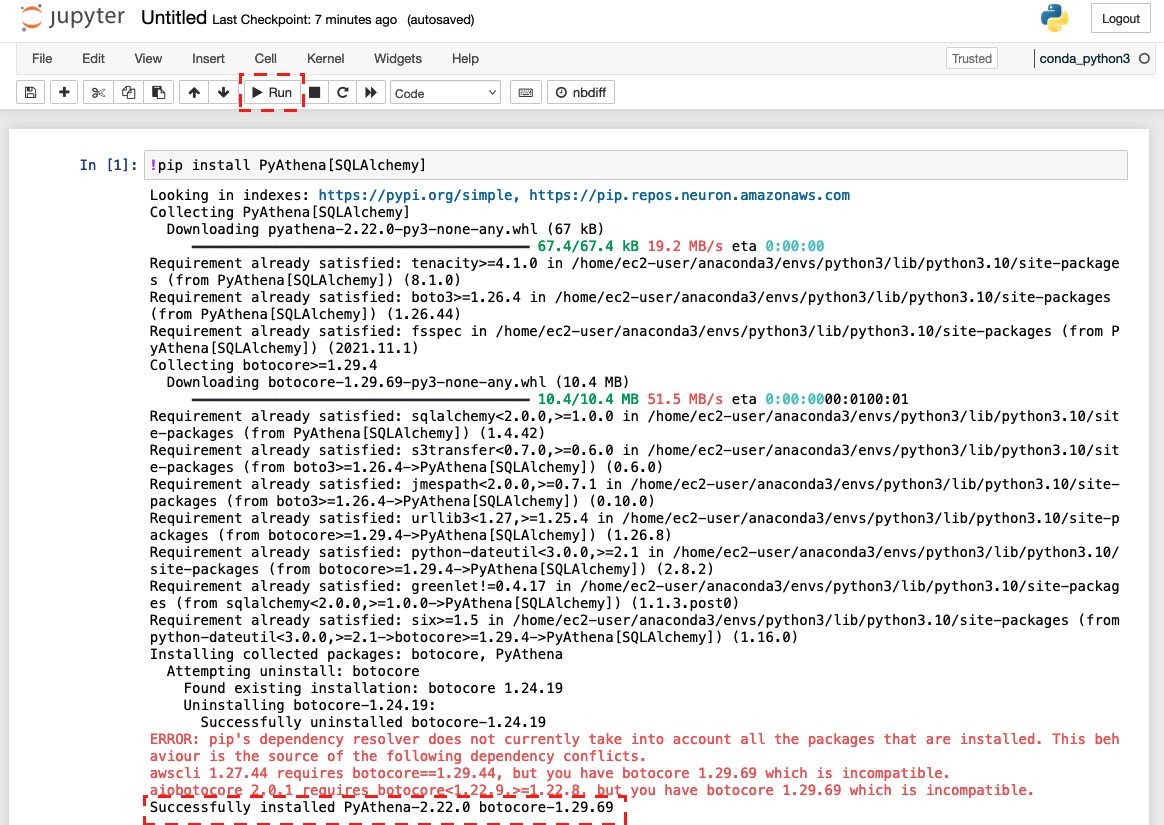 jupyter Untitled Last Checkpoint: 7 minutes ago (autosaved) Logout
File Edit View Insert Cell Kernel Widgets Help Trusted conda_python3
Run Code nbdiff
In [1]: !pip install PyAthena[SQLAlchemy]
Looking in indexes: https://pypi.org/simple, https://pip.repos.neuron.amazonaws.com
Collecting PyAthena[SQLAlchemy]
Downloading pyathena-2.22.0-py3-none-any.whl (67 kB)
67.4/67.4 kB 19.2 MB/s eta 0:00:00
Requirement already satisfied: tenacity>=4.1.0 in /home/ec2-user/anaconda3/envs/python3/lib/python3.10/site-package
s (from PyAthena[SQLAlchemy]) (8.1.0)
Requirement already satisfied: boto3>=1.26.4 in /home/ec2-user/anaconda3/envs/python3/lib/python3.10/site-packages
(from PyAthena[SQLAlchemy]) (1.26.44)
Requirement already satisfied: fsspec in /home/ec2-user/anaconda3/envs/python3/lib/python3.10/site-packages (from P
yAthena[SQLAlchemy]) (2021.11.1)
Collecting botocore>=1.29.4
Downloading botocore-1.29.69-py3-none-any.whl (10.4 MB)
10.4/10.4 MB 51.5 MB/s eta 0:00:0000:0100:01
Requirement already satisfied: sqlalchemy<2.0.0,>=1.0.0 in /home/ec2-user/anaconda3/envs/python3/lib/python3.10/sit
e-packages (from PyAthena[SQLAlchemy]) (1.4.42)
Requirement already satisfied: s3transfer<0.7.0,>=0.6.0 in /home/ec2-user/anaconda3/envs/python3/lib/python3.10/sit
e-packages (from boto3>=1.26.4->PyAthena[SQLAlchemy]) (0.6.0)
Requirement already satisfied: jmespath<2.0.0,>=0.7.1 in /home/ec2-user/anaconda3/envs/python3/lib/python3.10/site-
packages (from boto3>=1.26.4->PyAthena[SQLAlchemy]) (0.10.0)
Requirement already satisfied: urllib3<1.27,>=1.25.4 in /home/ec2-user/anaconda3/envs/python3/lib/python3.10/site-p
ackages (from botocore>=1.29.4->PyAthena[SQLAlchemy]) (1.26.8)
Requirement already satisfied: python-dateutil<3.0.0,>=2.1 in /home/ec2-user/anaconda3/envs/python3/lib/python3.10/
site-packages (from botocore>=1.29.4->PyAthena[SQLAlchemy]) (2.8.2)
Requirement already satisfied: greenlet!=0.4.17 in /home/ec2-user/anaconda3/envs/python3/lib/python3.10/site-packag
es (from sqlalchemy<2.0.0,>=1.0.0->PyAthena[SQLAlchemy]) (1.1.3.post0)
Requirement already satisfied: six>=1.5 in /home/ec2-user/anaconda3/envs/python3/lib/python3.10/site-packages (from
python-dateutil<3.0.0,>=2.1->botocore>=1.29.4->PyAthena[SQLAlchemy]) (1.16.0)
Installing collected packages: botocore, PyAthena
Attempting uninstall: botocore
Found existing installation: botocore 1.24.19
Uninstalling botocore-1.24.19:
Successfully uninstalled botocore-1.24.19
ERROR: pip's dependency resolver does not currently take into account all the packages that are installed. This beh
aviour is the source of the following dependency conflicts.
awscli 1.27.44 requires botocore==1.29.44, but you have botocore 1.29.69 which is incompatible.
aiobotocore 2.0.1 requires botocore<1.22.9,>=1.22.8, but you have botocore 1.29.69 which is incompatible.
Successfully installed PyAthena-2.22.0 botocore-1.29.69